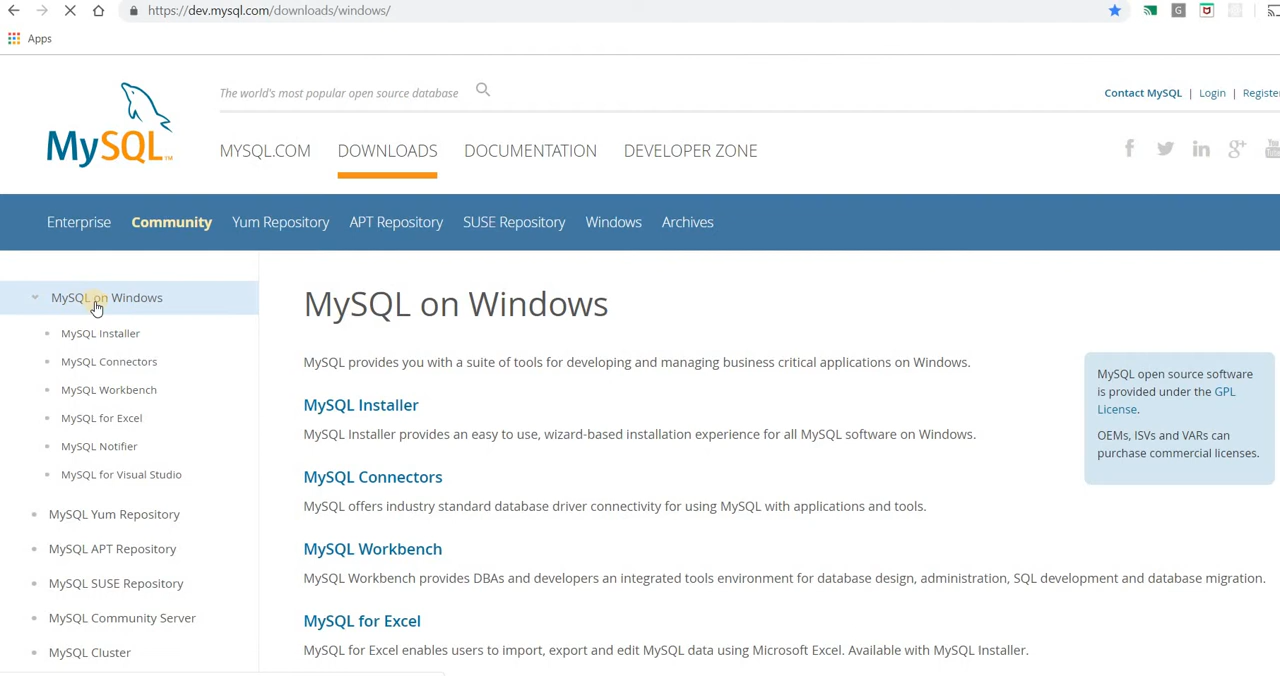 https://dev.mysql.com/downloads/windows/
G
Apps
MySQL™
The world's most popular open source database
Contact MySQL | Login | Register
MYSQL.COM DOWNLOADS DOCUMENTATION DEVELOPER ZONE
Enterprise Community Yum Repository APT Repository SUSE Repository Windows Archives
MySQL on Windows
MySQL Installer
MySQL Connectors
MySQL Workbench
MySQL for Excel
MySQL Notifier
MySQL for Visual Studio
MySQL Yum Repository
MySQL APT Repository
MySQL SUSE Repository
MySQL Community Server
MySQL Cluster
MySQL on Windows
MySQL provides you with a suite of tools for developing and managing business critical applications on Windows.
MySQL Installer
MySQL Installer provides an easy to use, wizard-based installation experience for all MySQL software on Windows.
MySQL Connectors
MySQL offers industry standard database driver connectivity for using MySQL with applications and tools.
MySQL Workbench
MySQL Workbench provides DBAs and developers an integrated tools environment for database design, administration, SQL development and database migration.
MySQL for Excel
MySQL for Excel enables users to import, export and edit MySQL data using Microsoft Excel. Available with MySQL Installer.
MySQL open source software
is provided under the GPL
License.
OEMs, ISVs and VARs can
purchase commercial licenses.